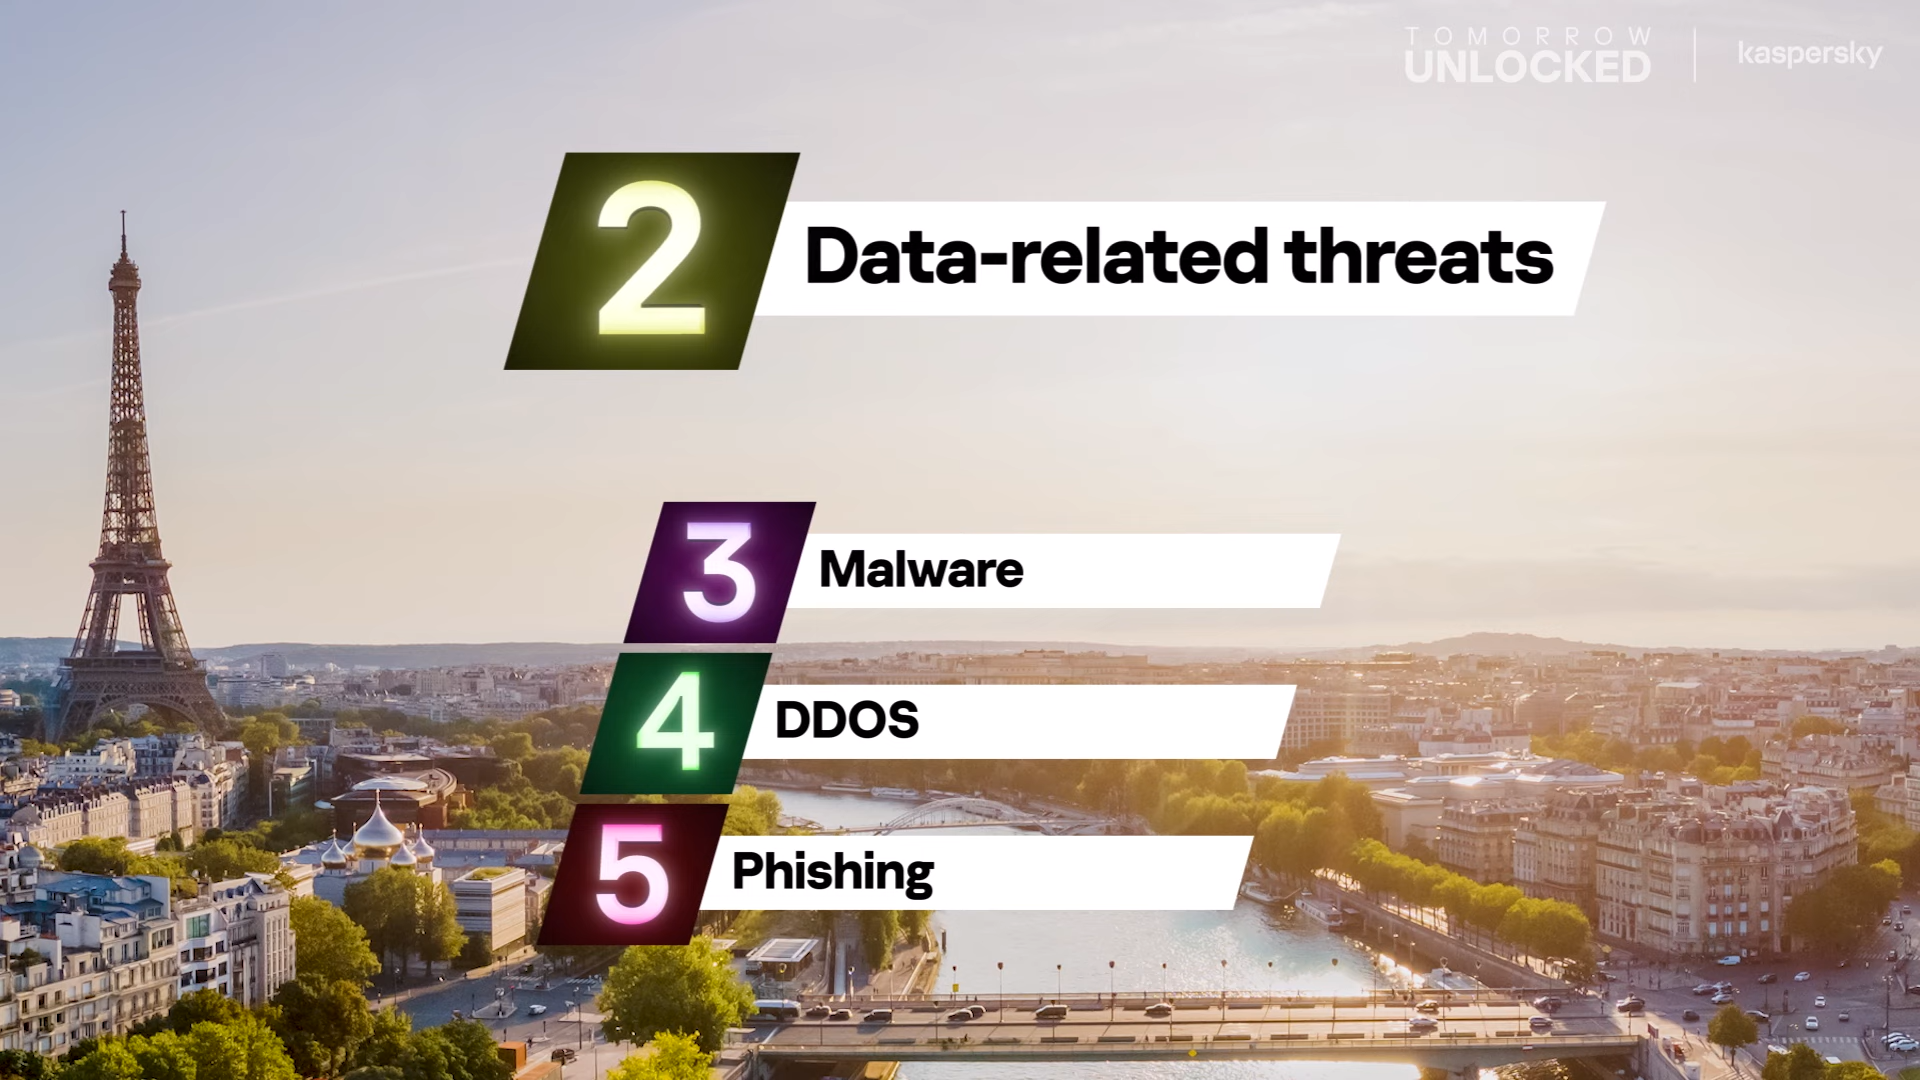 TOMORROW
UNLOCKED
kaspersky
2
Data-related threats
3
Malware
4
DDOS
5
Phishing